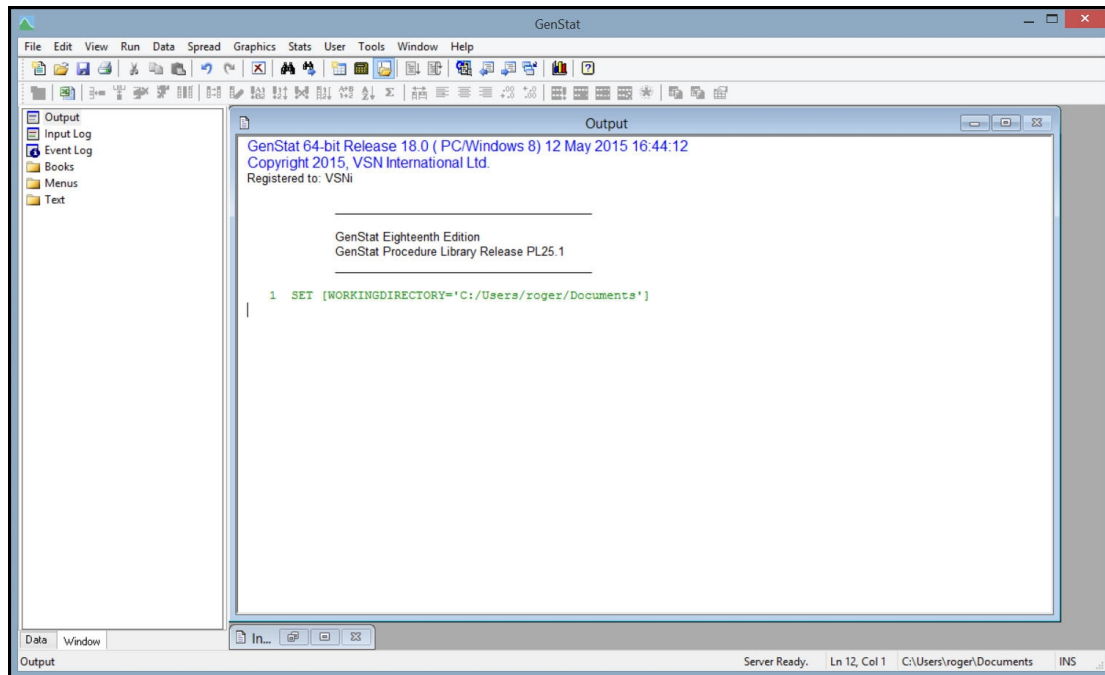 GenStat
File Edit View Run Data Spread Graphics Stats User Tools Window Help
Output
Input Log
Event Log
Books
Menus
Text
Output
GenStat 64-bit Release 18.0 ( PC/Windows 8) 12 May 2015 16:44:12
Copyright 2015, VSN International Ltd.
Registered to: VSNi
GenStat Eighteenth Edition
GenStat Procedure Library Release PL25.1
1 SET [WORKINGDIRECTORY='C:/Users/roger/Documents']
Data Window
In...
Output Server Ready. Ln 12, Col 1 C:\Users\roger\Documents INS